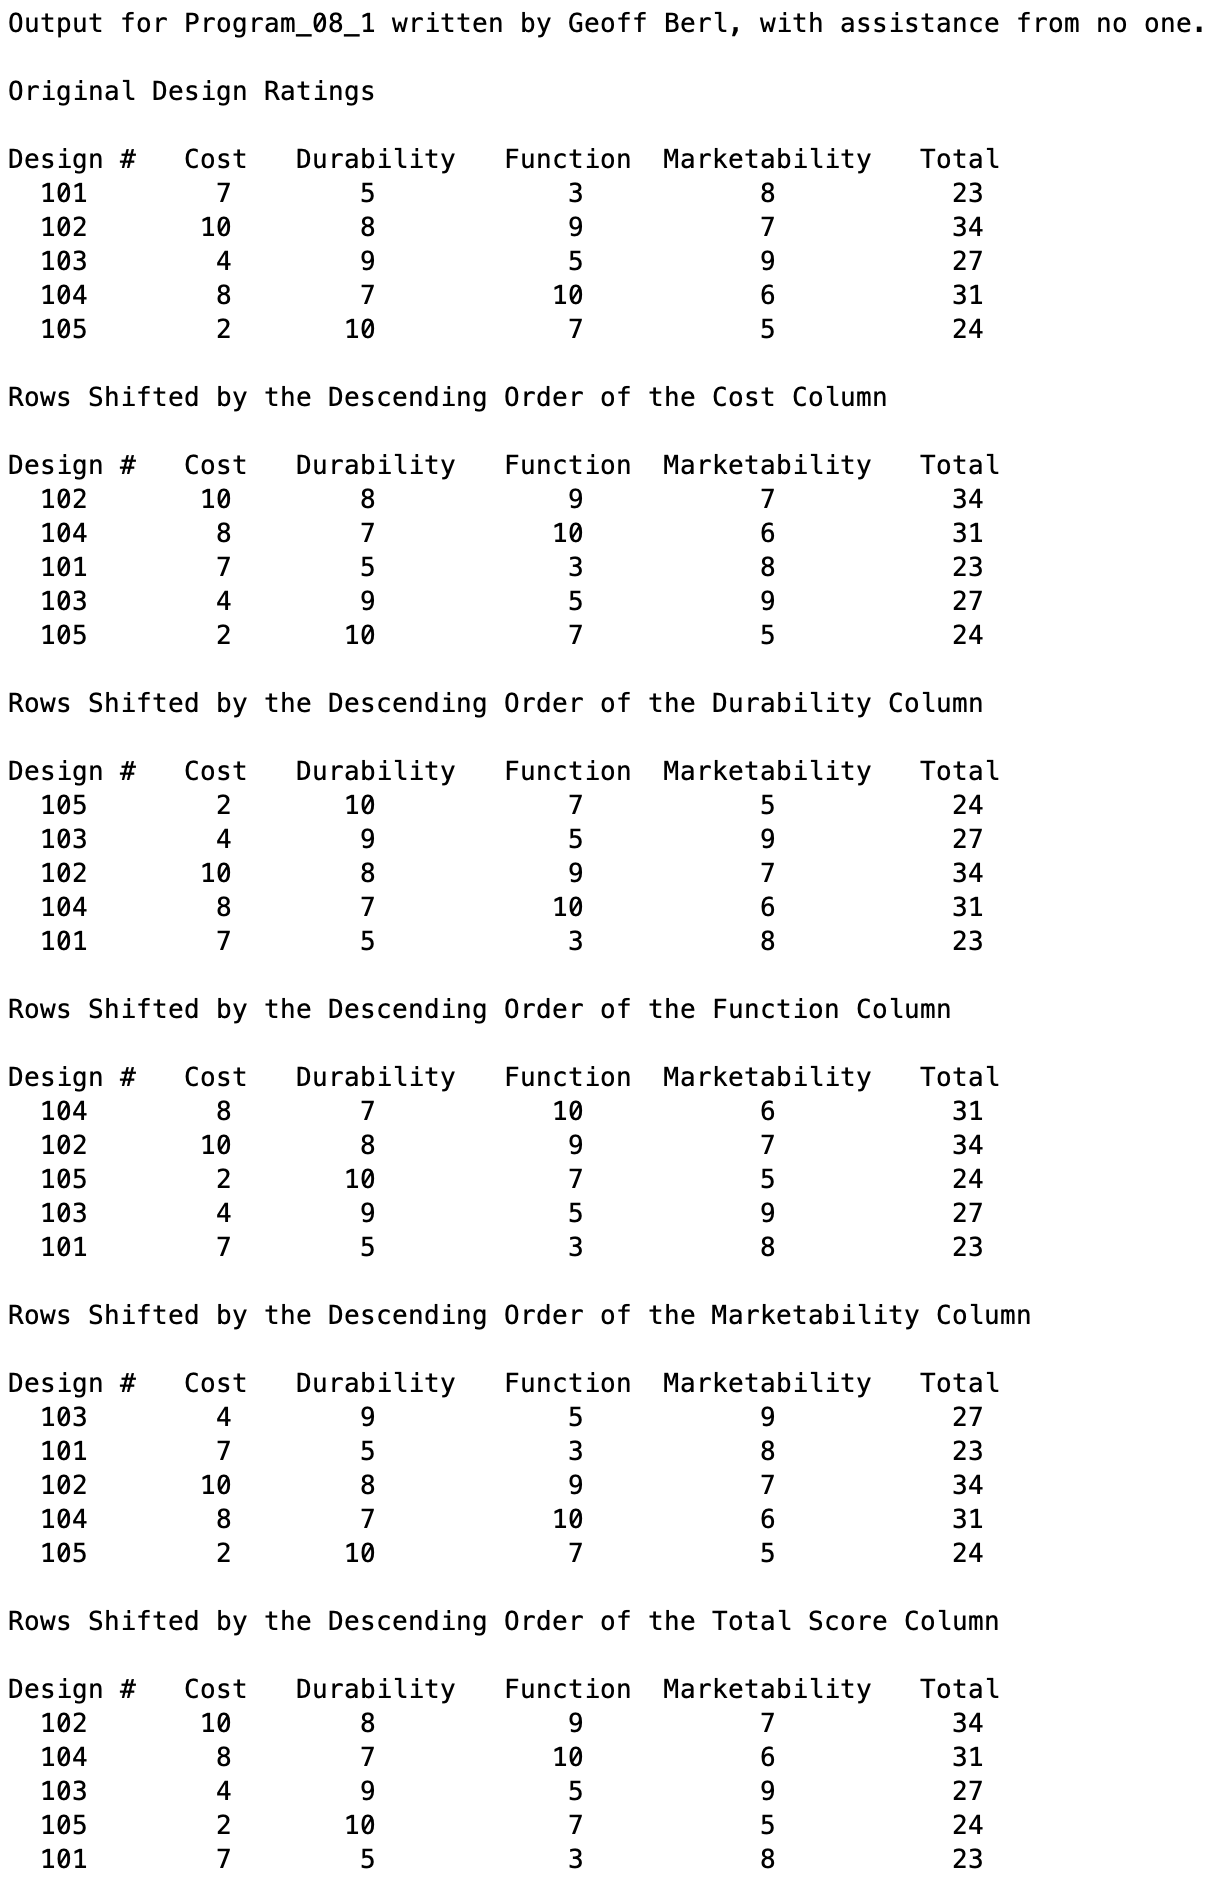 Output for Program_08_1 written by Geoff Berl, with assistance from no one.
Original Design Ratings
Design #   Cost   Durability   Function  Marketability   Total
101        7        5            3           8           23
102       10        8            9           7           34
103        4        9            5           9           27
104        8        7           10           6           31
105        2       10            7           5           24
Rows Shifted by the Descending Order of the Cost Column
Design #   Cost   Durability   Function  Marketability   Total
102       10        8            9           7           34
104        8        7           10           6           31
101        7        5            3           8           23
103        4        9            5           9           27
105        2       10            7           5           24
Rows Shifted by the Descending Order of the Durability Column
Design #   Cost   Durability   Function  Marketability   Total
105        2       10            7           5           24
103        4        9            5           9           27
102       10        8            9           7           34
104        8        7           10           6           31
101        7        5            3           8           23
Rows Shifted by the Descending Order of the Function Column
Design #   Cost   Durability   Function  Marketability   Total
104        8        7           10           6           31
102       10        8            9           7           34
105        2       10            7           5           24
103        4        9            5           9           27
101        7        5            3           8           23
Rows Shifted by the Descending Order of the Marketability Column
Design #   Cost   Durability   Function  Marketability   Total
103        4        9            5           9           27
101        7        5            3           8           23
102       10        8            9           7           34
104        8        7           10           6           31
105        2       10            7           5           24
Rows Shifted by the Descending Order of the Total Score Column
Design #   Cost   Durability   Function  Marketability   Total
102       10        8            9           7           34
104        8        7           10           6           31
103        4        9            5           9           27
105        2       10            7           5           24
101        7        5            3           8           23